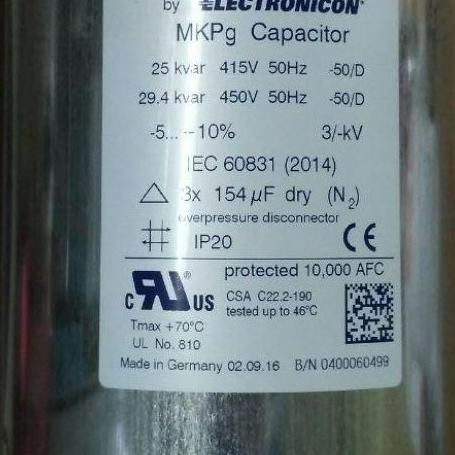 by ELECTRONICON
MKPg Capacitor
25 kvar 415V 50Hz -50/D
29.4 kvar 450V 50Hz -50/D
-5...--10% 3/-kV
IEC 60831 (2014)
3x 154 µF dry (N₂)
overpressure disconnector
IP20 CE
protected 10,000 AFC
c RU ® US
CSA C22.2-190
tested up to 46°C
Tmax +70°C
UL No. 810
Made in Germany 02.09.16 B/N 0400060499